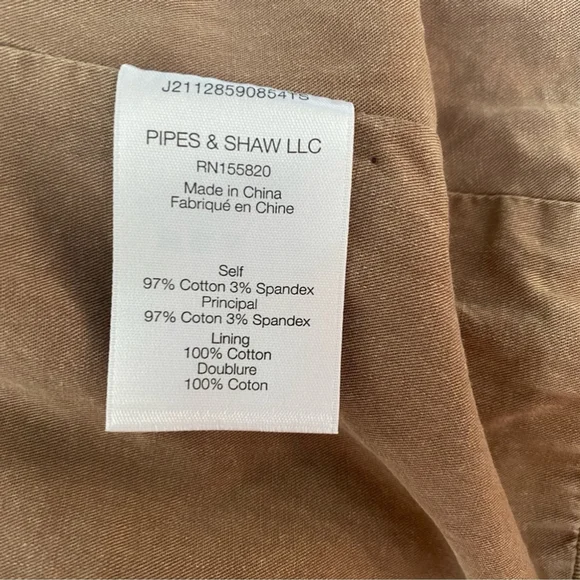 PIPES & SHAW LLC
RN155820
Made in China
Fabriqué en Chine
Self
97% Cotton 3% Spandex
Principal
97% Coton 3% Spandex
Lining
100% Cotton
Doublure
100% Coton